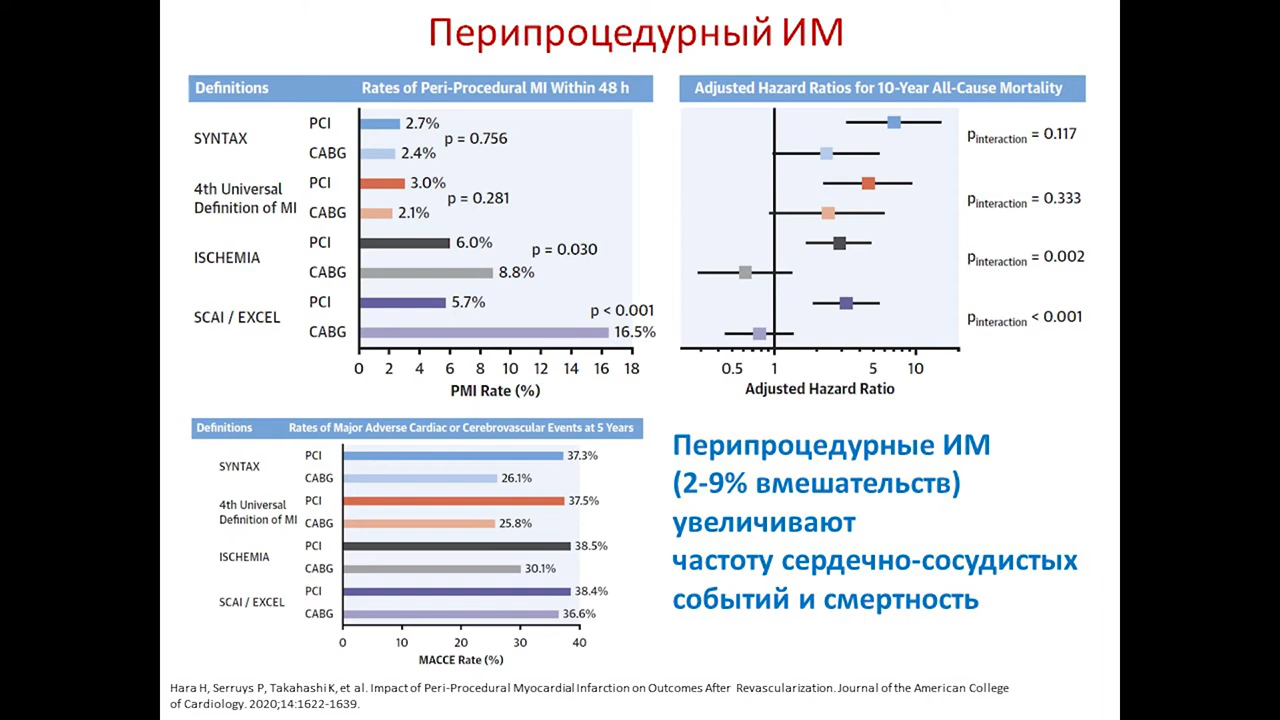 Перипроцедурный ИМ
Definitions Rates of Peri-Procedural MI Within 48 h
SYNTAX
PCI 2.7%
p = 0.756
CABG 2.4%
4th Universal
Definition of MI
PCI 3.0%
p = 0.281
CABG 2.1%
ISCHEMIA
PCI 6.0%
p = 0.030
CABG 8.8%
SCAI / EXCEL
PCI 5.7%
p < 0.001
CABG 16.5%
0 2 4 6 8 10 12 14 16 18
PMI Rate (%)
Adjusted Hazard Ratios for 10-Year All-Cause Mortality
pinteraction = 0.117
pinteraction = 0.333
pinteraction = 0.002
pinteraction < 0.001
0.5 1 5 10
Adjusted Hazard Ratio
Definitions Rates of Major Adverse Cardiac or Cerebrovascular Events at 5 Years
SYNTAX
PCI 37.3%
CABG 26.1%
4th Universal
Definition of MI
PCI 37.5%
CABG 25.8%
ISCHEMIA
PCI 38.5%
CABG 30.1%
SCAI / EXCEL
PCI 38.4%
CABG 36.6%
0 10 20 30 40
MACCE Rate (%)
Перипроцедурные ИМ
(2-9% вмешательств)
увеличивают
частоту сердечно-сосудистых
событий и смертность
Hara H, Serruys P, Takahashi K, et al. Impact of Peri-Procedural Myocardial Infarction on Outcomes After Revascularization. Journal of the American College
of Cardiology. 2020;14:1622-1639.